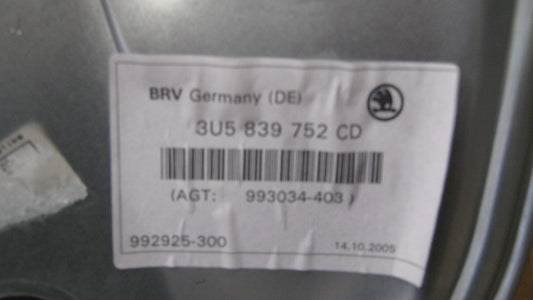 BRV Germany (DE)
3U5 839 752 CD
(AGT: 993034-403)
992925-300
14.10.2005